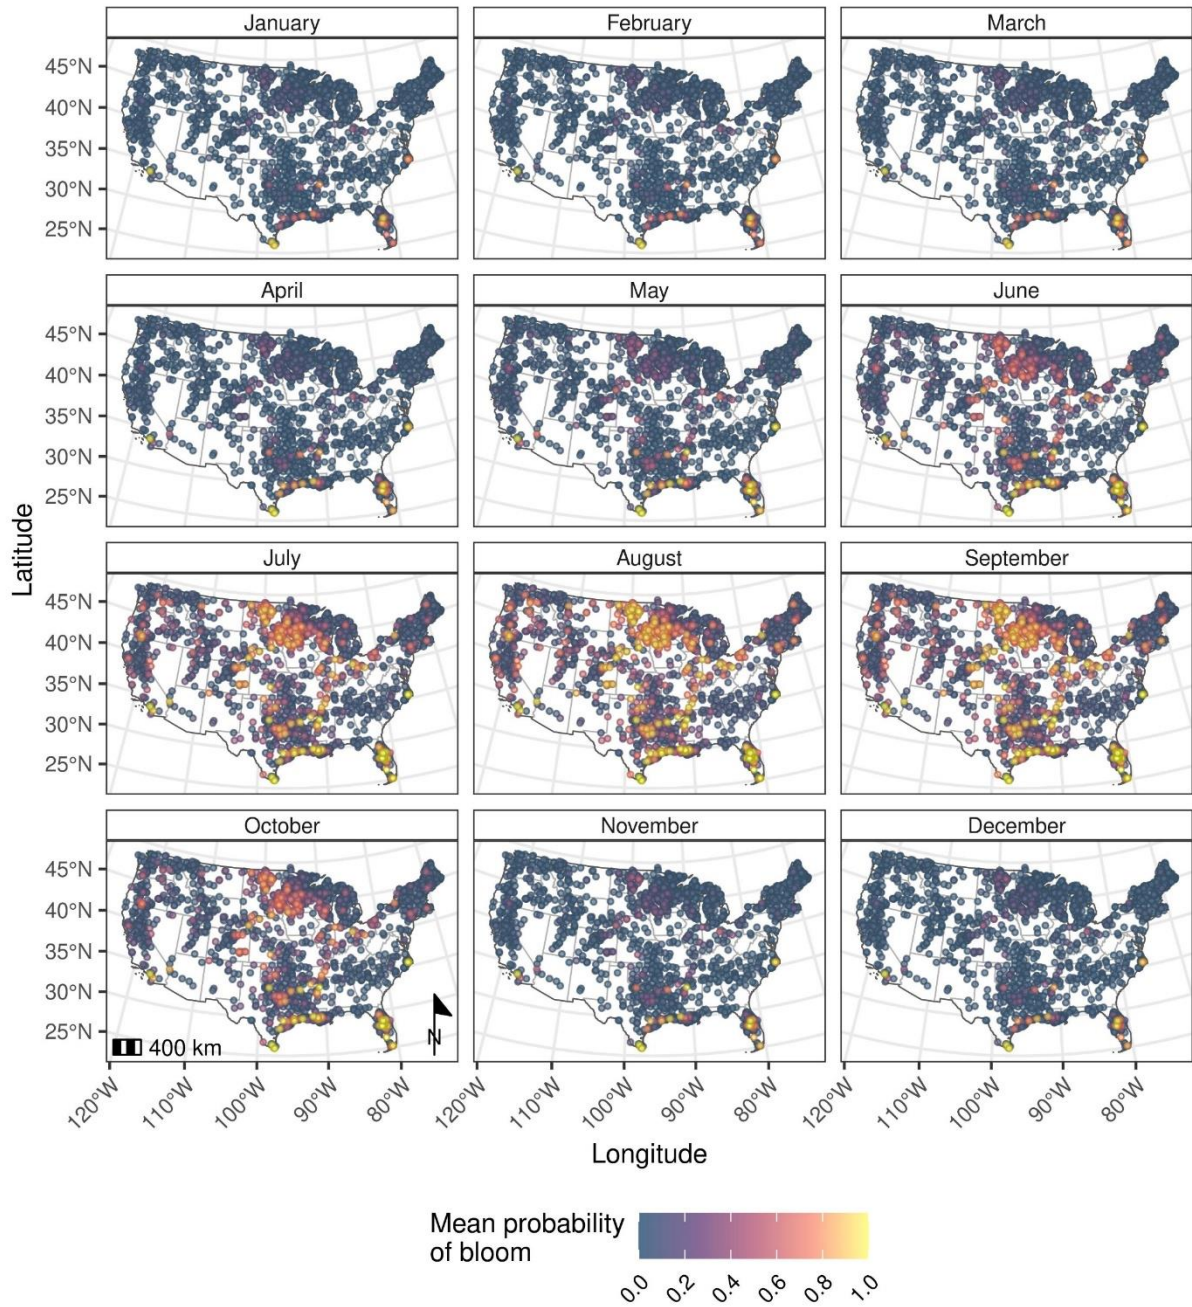 January
February
March
45°N
40°N
35°N
30°N
25°N
April
May
June
45°N
40°N
35°N
30°N
25°N
Latitude
July
August
September
45°N
40°N
35°N
30°N
25°N
October
November
December
45°N
40°N
35°N
30°N
25°N
400 km
N
120°W
110°W
100°W
90°W
80°W
120°W
110°W
100°W
90°W
80°W
120°W
110°W
100°W
90°W
80°W
Longitude
Mean probability
of bloom
0.0
0.2
0.4
0.6
0.8
1.0